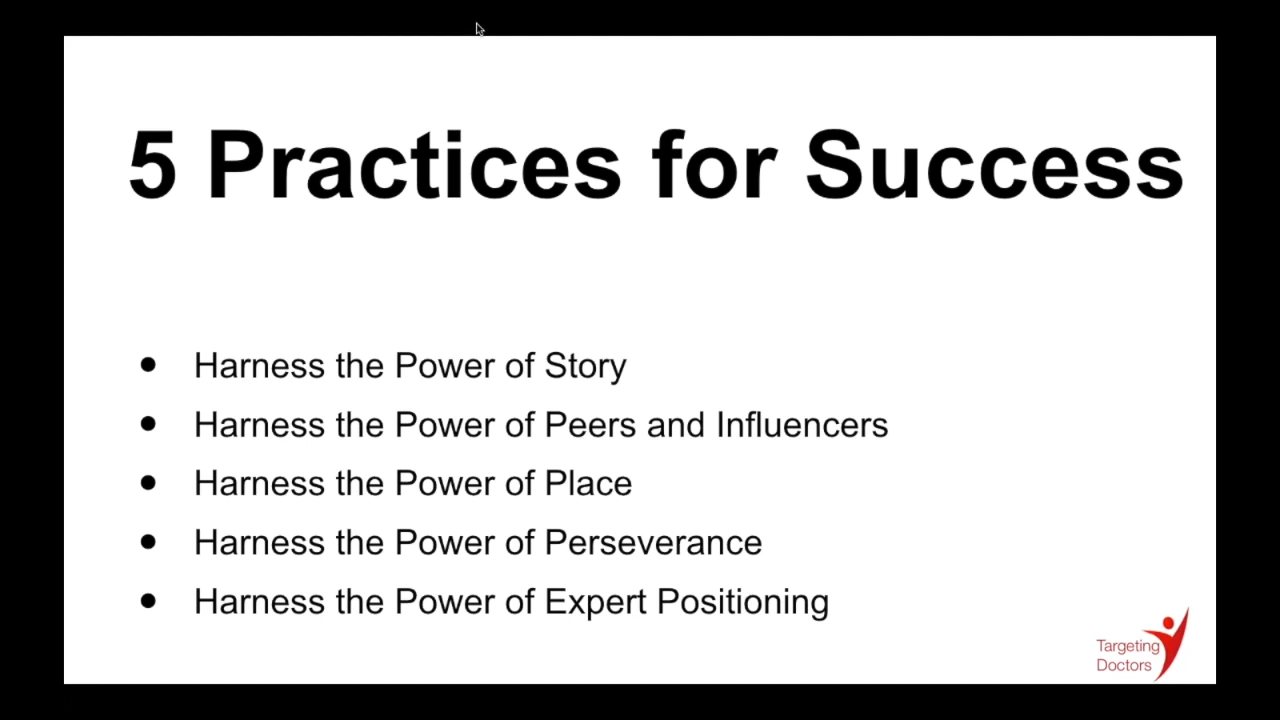 5 Practices for Success
● Harness the Power of Story
● Harness the Power of Peers and Influencers
● Harness the Power of Place
● Harness the Power of Perseverance
● Harness the Power of Expert Positioning
Targeting
Doctors